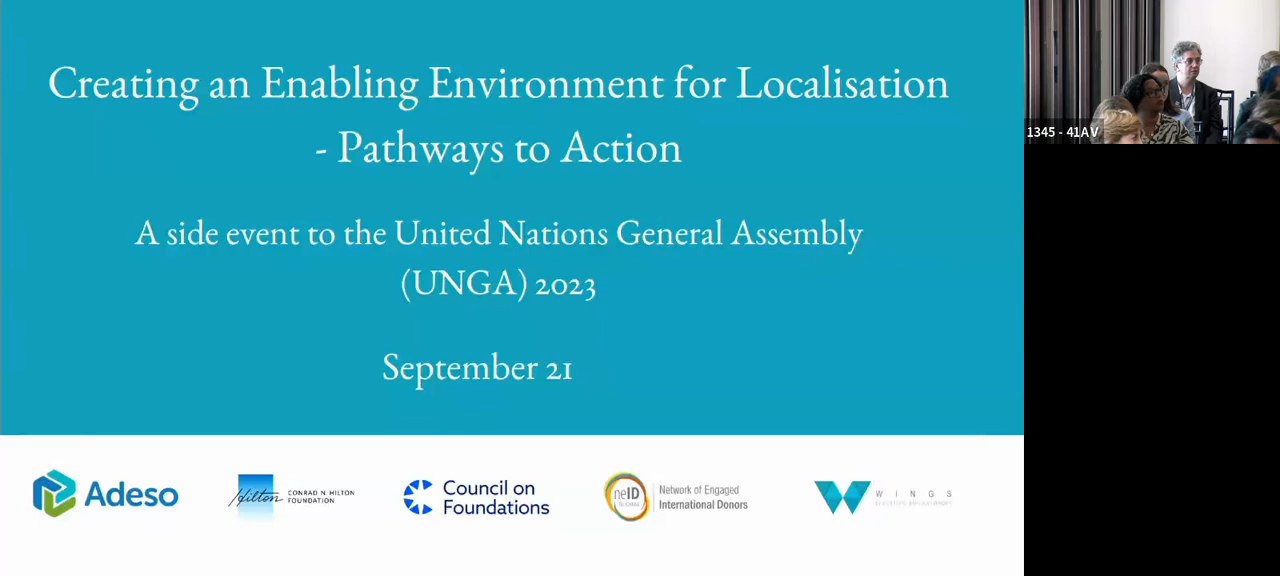 Creating an Enabling Environment for Localisation
- Pathways to Action
A side event to the United Nations General Assembly
(UNGA) 2023
September 21
1345 - 41AV
Adeso
Hilton
CONRAD N. HILTON
FOUNDATION
Council on
Foundations
neID
Network of Engaged
International Donors
WINGS